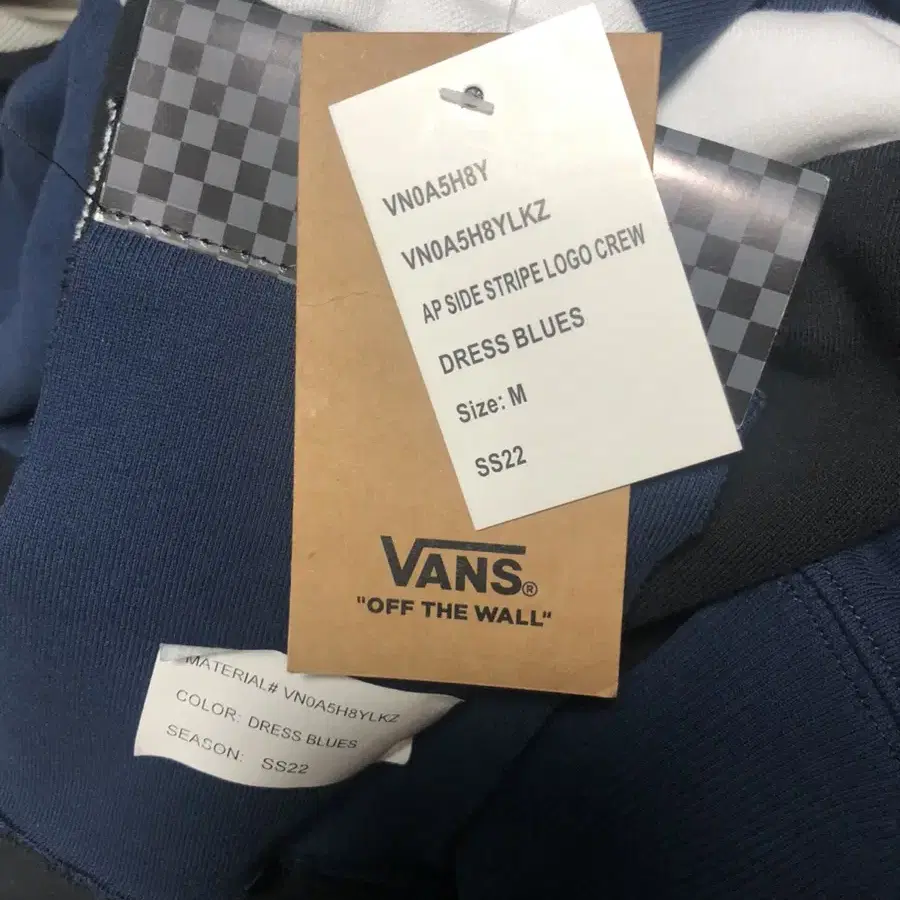 VN0A5H8Y
VN0A5H8YLKZ
AP SIDE STRIPE LOGO CREW
DRESS BLUES
Size: M
SS22
VANS®
"OFF THE WALL"
MATERIAL# VN0A5H8YLKZ
COLOR: DRESS BLUES
SEASON: SS22